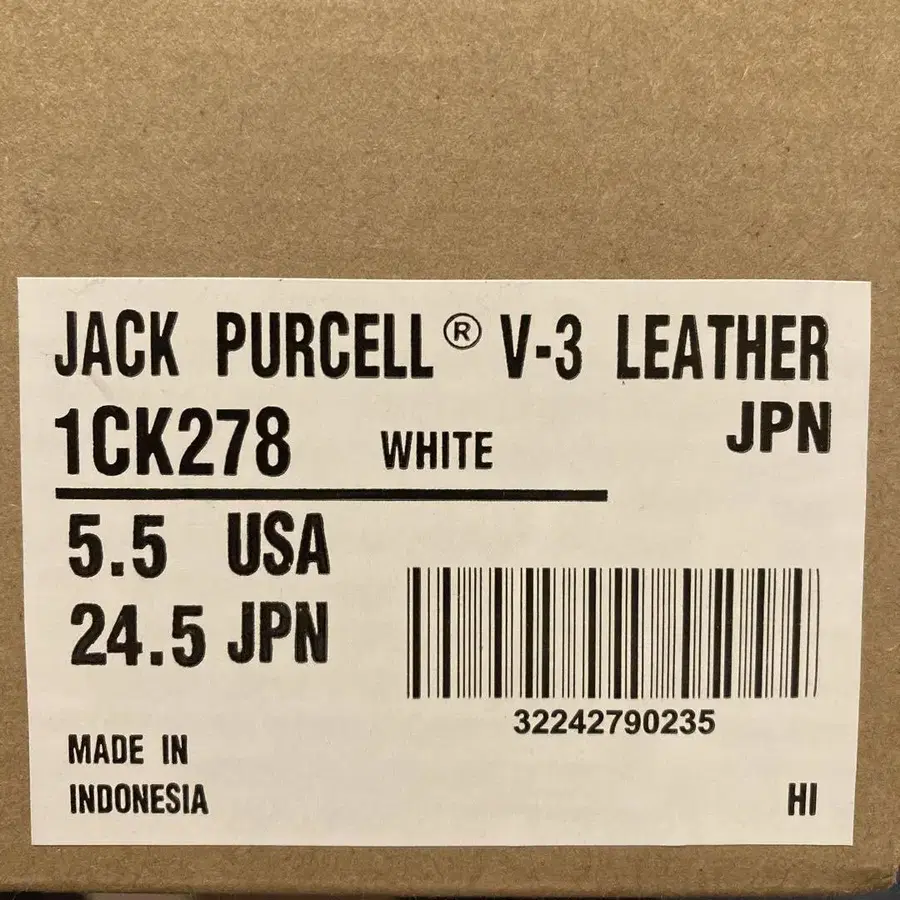 JACK PURCELL® V-3 LEATHER
1CK278 WHITE JPN
5.5 USA
24.5 JPN
32242790235
MADE IN
INDONESIA
HI